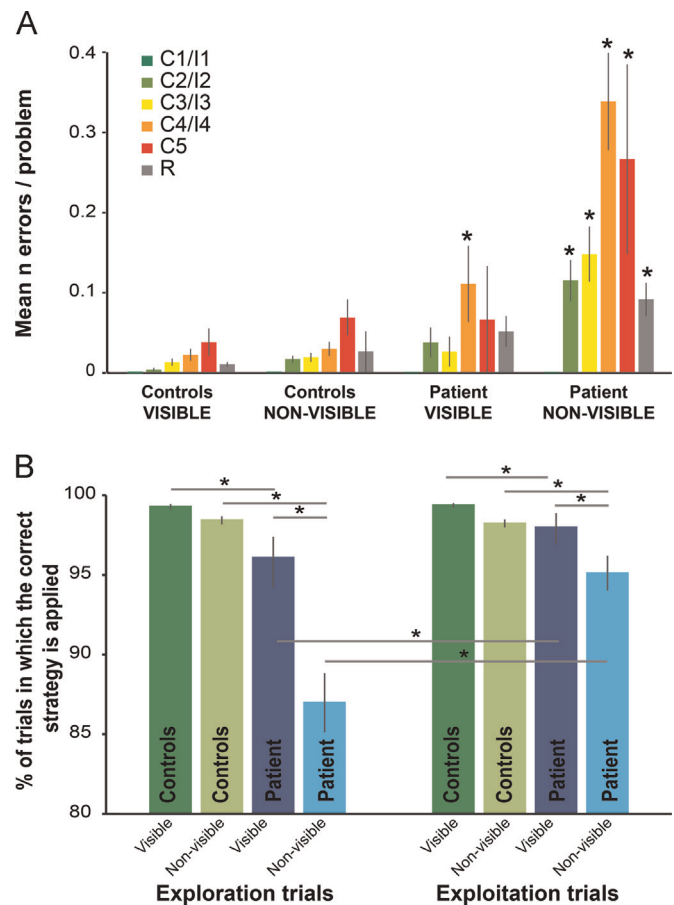 A
Mean n errors / problem
0.4
0.3
0.2
0.1
0
C1/I1
C2/I2
C3/I3
C4/I4
C5
R
* * * * * *
Controls
VISIBLE
Controls
NON-VISIBLE
Patient
VISIBLE
Patient
NON-VISIBLE
B
% of trials in which the correct
strategy is applied
100
95
90
85
80
* * * * * * * *
Controls
Controls
Patient
Patient
Controls
Controls
Patient
Patient
Visible
Non-visible
Visible
Non-visible
Visible
Non-visible
Visible
Non-visible
Exploration trials
Exploitation trials